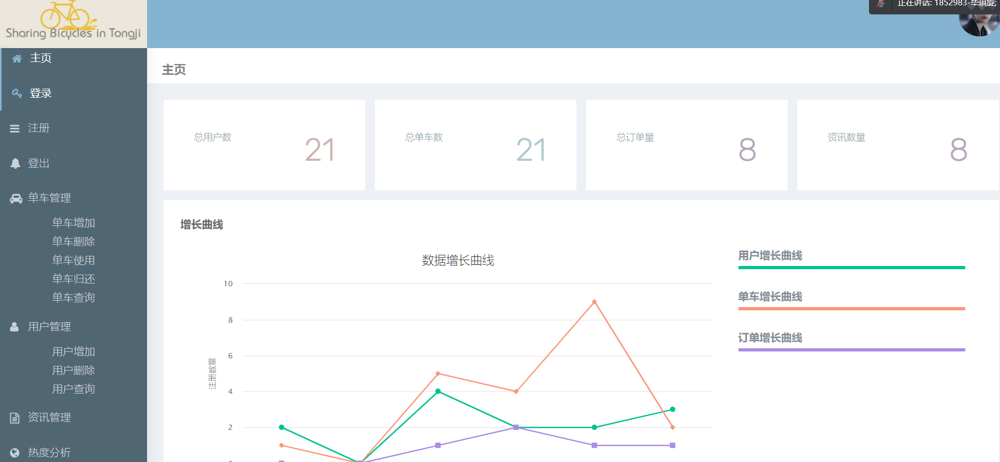 正在讲话: 1852983-毕琪旋;
Sharing Bicycles in Tongji
主页
登录
注册
登出
单车管理
单车增加
单车删除
单车使用
单车归还
单车查询
用户管理
用户增加
用户删除
用户查询
资讯管理
热度分析
主页
总用户数
21
总单车数
21
总订单量
8
资讯数量
8
增长曲线
数据增长曲线
10
8
6
4
2
注册数量
用户增长曲线
单车增长曲线
订单增长曲线